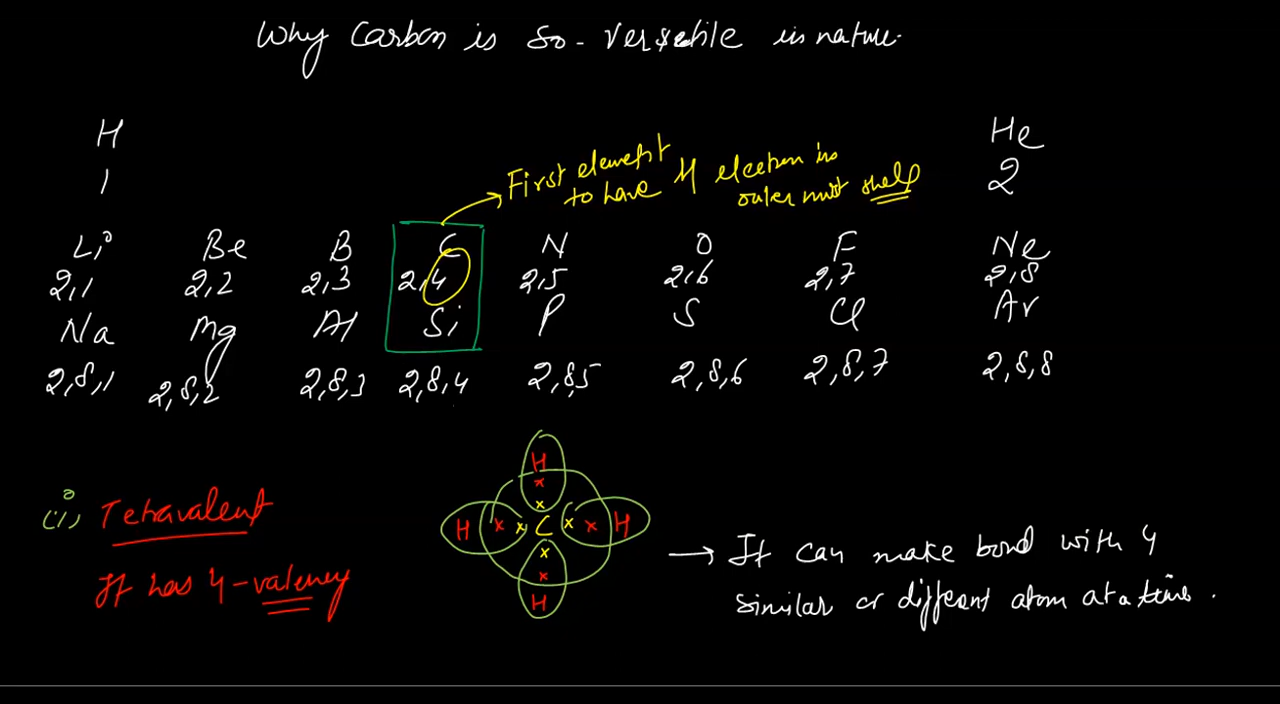 Why Carbon is so-versatile in nature.
H He
1 2
First element to have 4 electron in outer most shell
Li Be B C N O F Ne
2,1 2,2 2,3 2,4 2,5 2,6 2,7 2,8
Na Mg Al Si P S Cl Ar
2,8,1 2,8,2 2,8,3 2,8,4 2,8,5 2,8,6 2,8,7 2,8,8
(i) Tetravalent
It has 4-valency
H
x
x
H x x C x x H
x
x
H
→ It can make bond with 4
similar or different atom at a time.